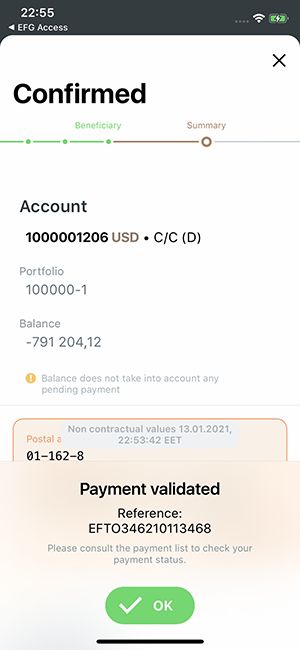 22:55
◀ EFG Access
Confirmed
Beneficiary Summary
Account
1000001206 USD • C/C (D)
Portfolio
100000-1
Balance
-791 204,12
Balance does not take into account any
pending payment
Non contractual values 13.01.2021,
22:53:42 EET
Postal a
01-162-8
Payment validated
Reference:
EFTO346210113468
Please consult the payment list to check your
payment status.
OK